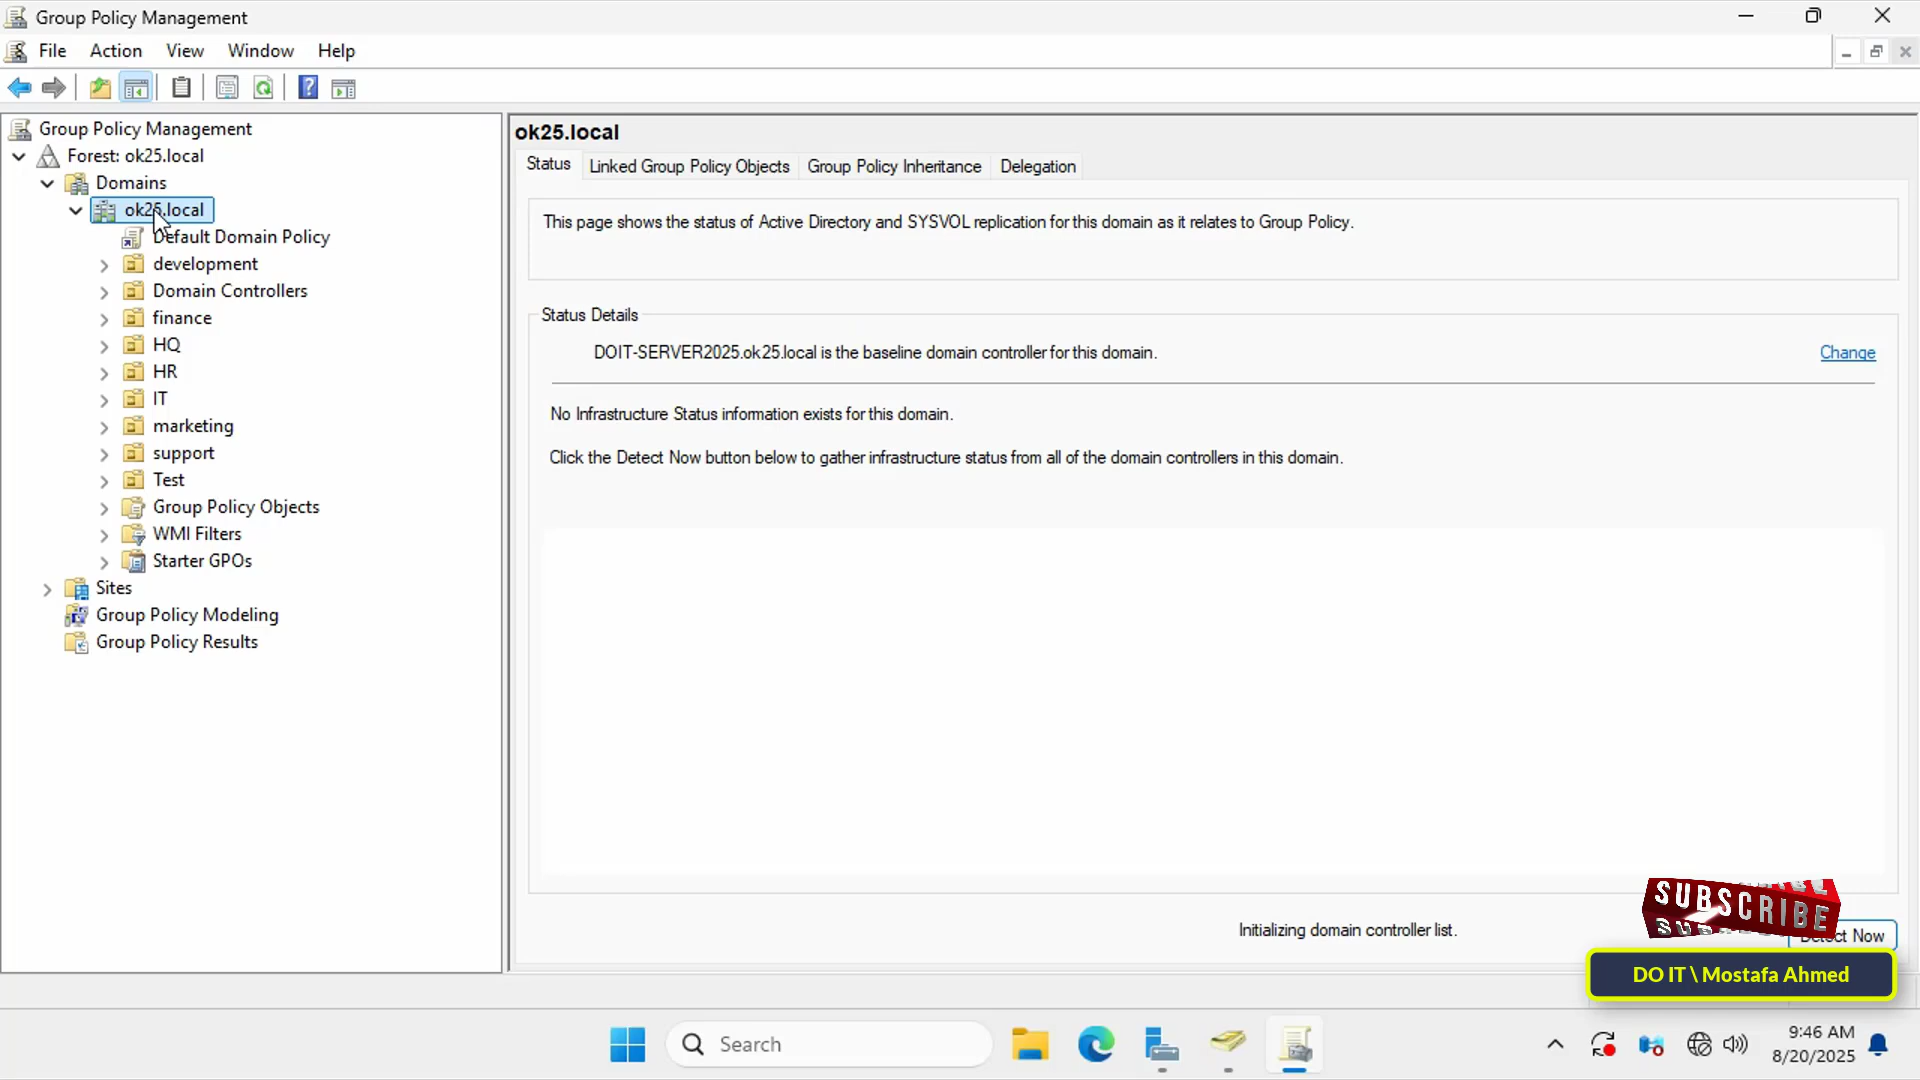 Group Policy Management
File Action View Window Help
Group Policy Management
Forest: ok25.local
Domains
ok25.local
Default Domain Policy
development
Domain Controllers
finance
HQ
HR
IT
marketing
support
Test
Group Policy Objects
WMI Filters
Starter GPOs
Sites
Group Policy Modeling
Group Policy Results
ok25.local
Status Linked Group Policy Objects Group Policy Inheritance Delegation
This page shows the status of Active Directory and SYSVOL replication for this domain as it relates to Group Policy.
Status Details
DOIT-SERVER2025.ok25.local is the baseline domain controller for this domain.
Change
No Infrastructure Status information exists for this domain.
Click the Detect Now button below to gather infrastructure status from all of the domain controllers in this domain.
Initializing domain controller list.
SUBSCRIBE
Detect Now
DO IT \ Mostafa Ahmed
Search
9:46 AM
8/20/2025